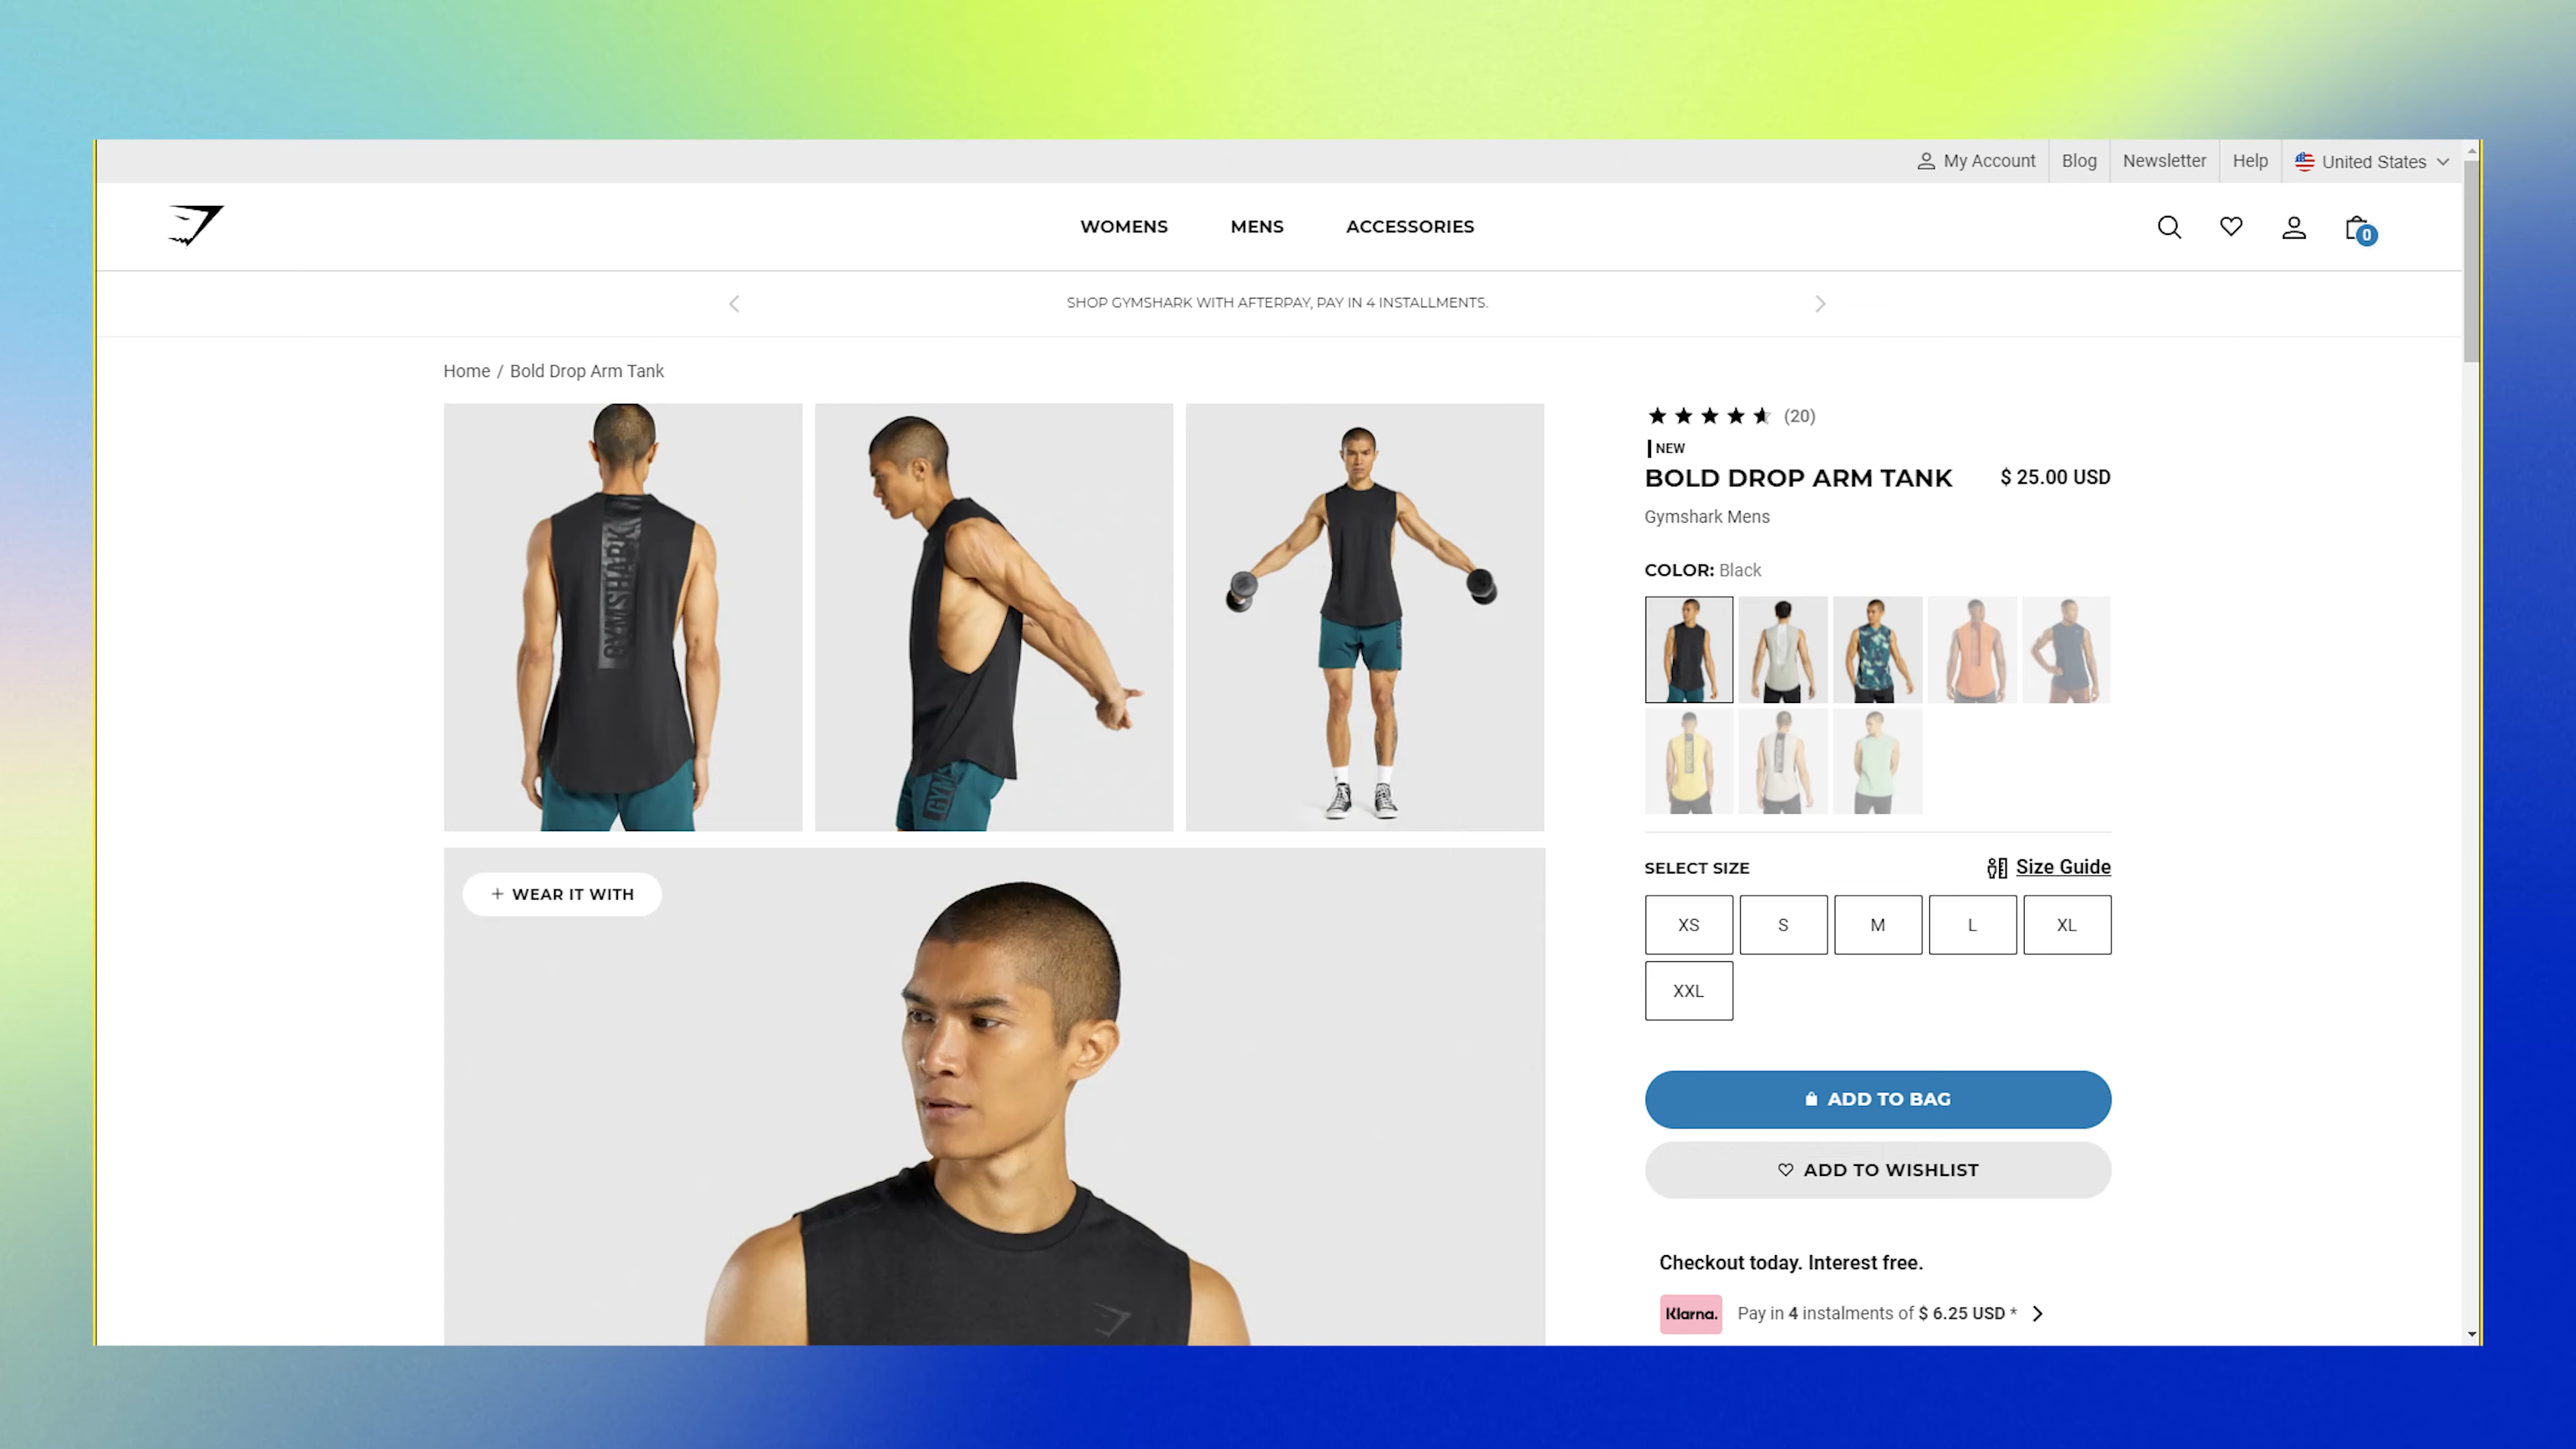 My Account
Blog
Newsletter
Help
United States
WOMENS
MENS
ACCESSORIES
0
SHOP GYMSHARK WITH AFTERPAY, PAY IN 4 INSTALLMENTS.
Home / Bold Drop Arm Tank
GYMSHARK
GYM
(20)
NEW
BOLD DROP ARM TANK
$ 25.00 USD
Gymshark Mens
COLOR: Black
SELECT SIZE
Size Guide
XS
S
M
L
XL
XXL
+ WEAR IT WITH
ADD TO BAG
ADD TO WISHLIST
Checkout today. Interest free.
Klarna.
Pay in 4 instalments of $ 6.25 USD *